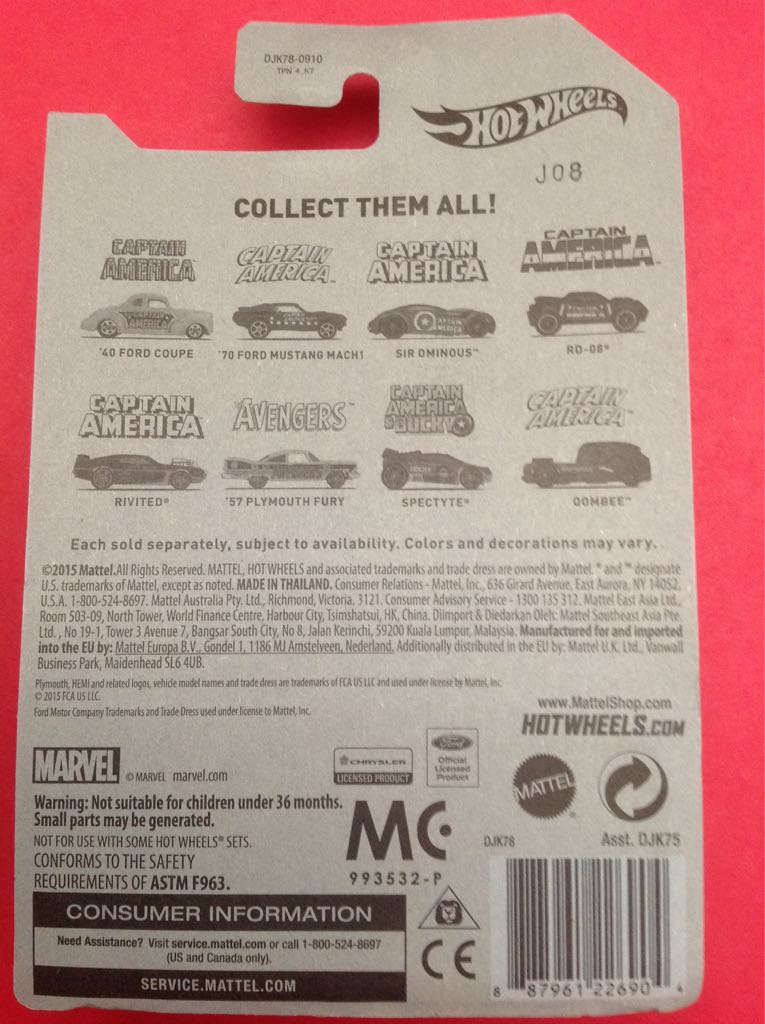 DJK78-0910
TPN 4_K7
HOT WHEELS®
J08
COLLECT THEM ALL!
CAPTAIN AMERICA CAPTAIN AMERICA™ CAPTAIN AMERICA CAPTAIN AMERICA
CAPTAIN AMERICA CAPTAIN AMERICA
'40 FORD COUPE '70 FORD MUSTANG MACH1 SIR OMINOUS™ RD-08®
CAPTAIN AMERICA™ AVENGERS™ CAPTAIN AMERICA & BUCKY CAPTAIN AMERICA™
RIVITED® '57 PLYMOUTH FURY SPECTYTE® OOMBEE™
Each sold separately, subject to availability. Colors and decorations may vary.
©2015 Mattel.All Rights Reserved. MATTEL, HOT WHEELS and associated trademarks and trade dress are owned by Mattel. ® and ™ designate
U.S. trademarks of Mattel, except as noted. MADE IN THAILAND. Consumer Relations - Mattel, Inc., 636 Girard Avenue, East Aurora, NY 14052,
U.S.A. 1-800-524-8697. Mattel Australia Pty. Ltd., Richmond, Victoria. 3121. Consumer Advisory Service - 1300 135 312. Mattel East Asia Ltd.,
Room 503-09, North Tower, World Finance Centre, Harbour City, Tsimshatsui, HK, China. Diimport & Diedarkan Oleh: Mattel Southeast Asia Pte.
Ltd. , No 19-1, Tower 3 Avenue 7, Bangsar South City, No 8, Jalan Kerinchi, 59200 Kuala Lumpur, Malaysia. Manufactured for and imported
into the EU by: Mattel Europa B.V., Gondel 1, 1186 MJ Amstelveen, Nederland. Additionally distributed in the EU by: Mattel U.K. Ltd., Vanwall
Business Park, Maidenhead SL6 4UB.
Plymouth, HEMI and related logos, vehicle model names and trade dress are trademarks of FCA US LLC and used under license by Mattel, Inc.
© 2015 FCA US LLC.
Ford Motor Company Trademarks and Trade Dress used under license to Mattel, Inc.
www.MattelShop.com
HOTWHEELS.COM
MARVEL © MARVEL marvel.com
CHRYSLER
LICENSED PRODUCT
Ford
Official
Licensed
Product
MATTEL
Warning: Not suitable for children under 36 months.
Small parts may be generated.
NOT FOR USE WITH SOME HOT WHEELS® SETS.
CONFORMS TO THE SAFETY
REQUIREMENTS OF ASTM F963.
MC
993532-P
DJK78
Asst. DJK75
CONSUMER INFORMATION
Need Assistance? Visit service.mattel.com or call 1-800-524-8697
(US and Canada only).
SERVICE.MATTEL.COM
CE
8 87961 22690 4